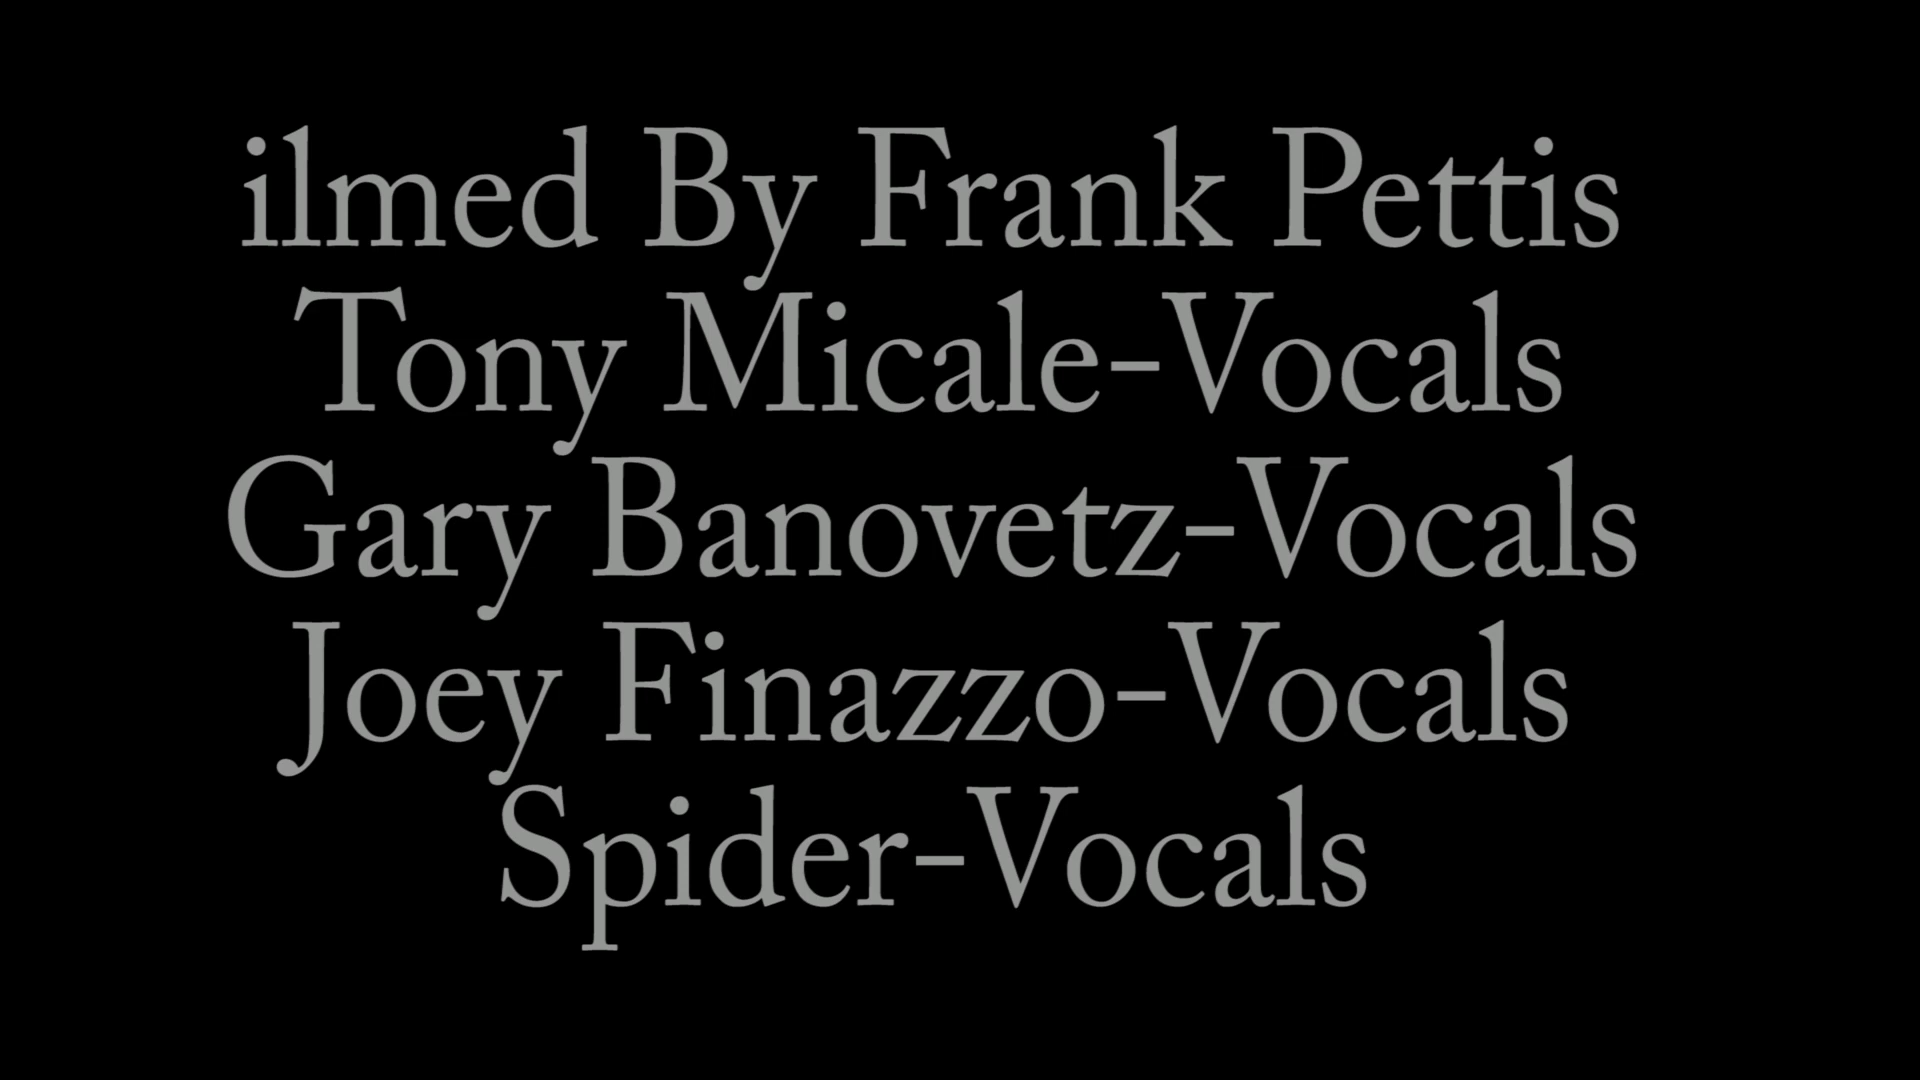 ilmed By Frank Pettis
Tony Micale-Vocals
Gary Banovetz-Vocals
Joey Finazzo-Vocals
Spider-Vocals